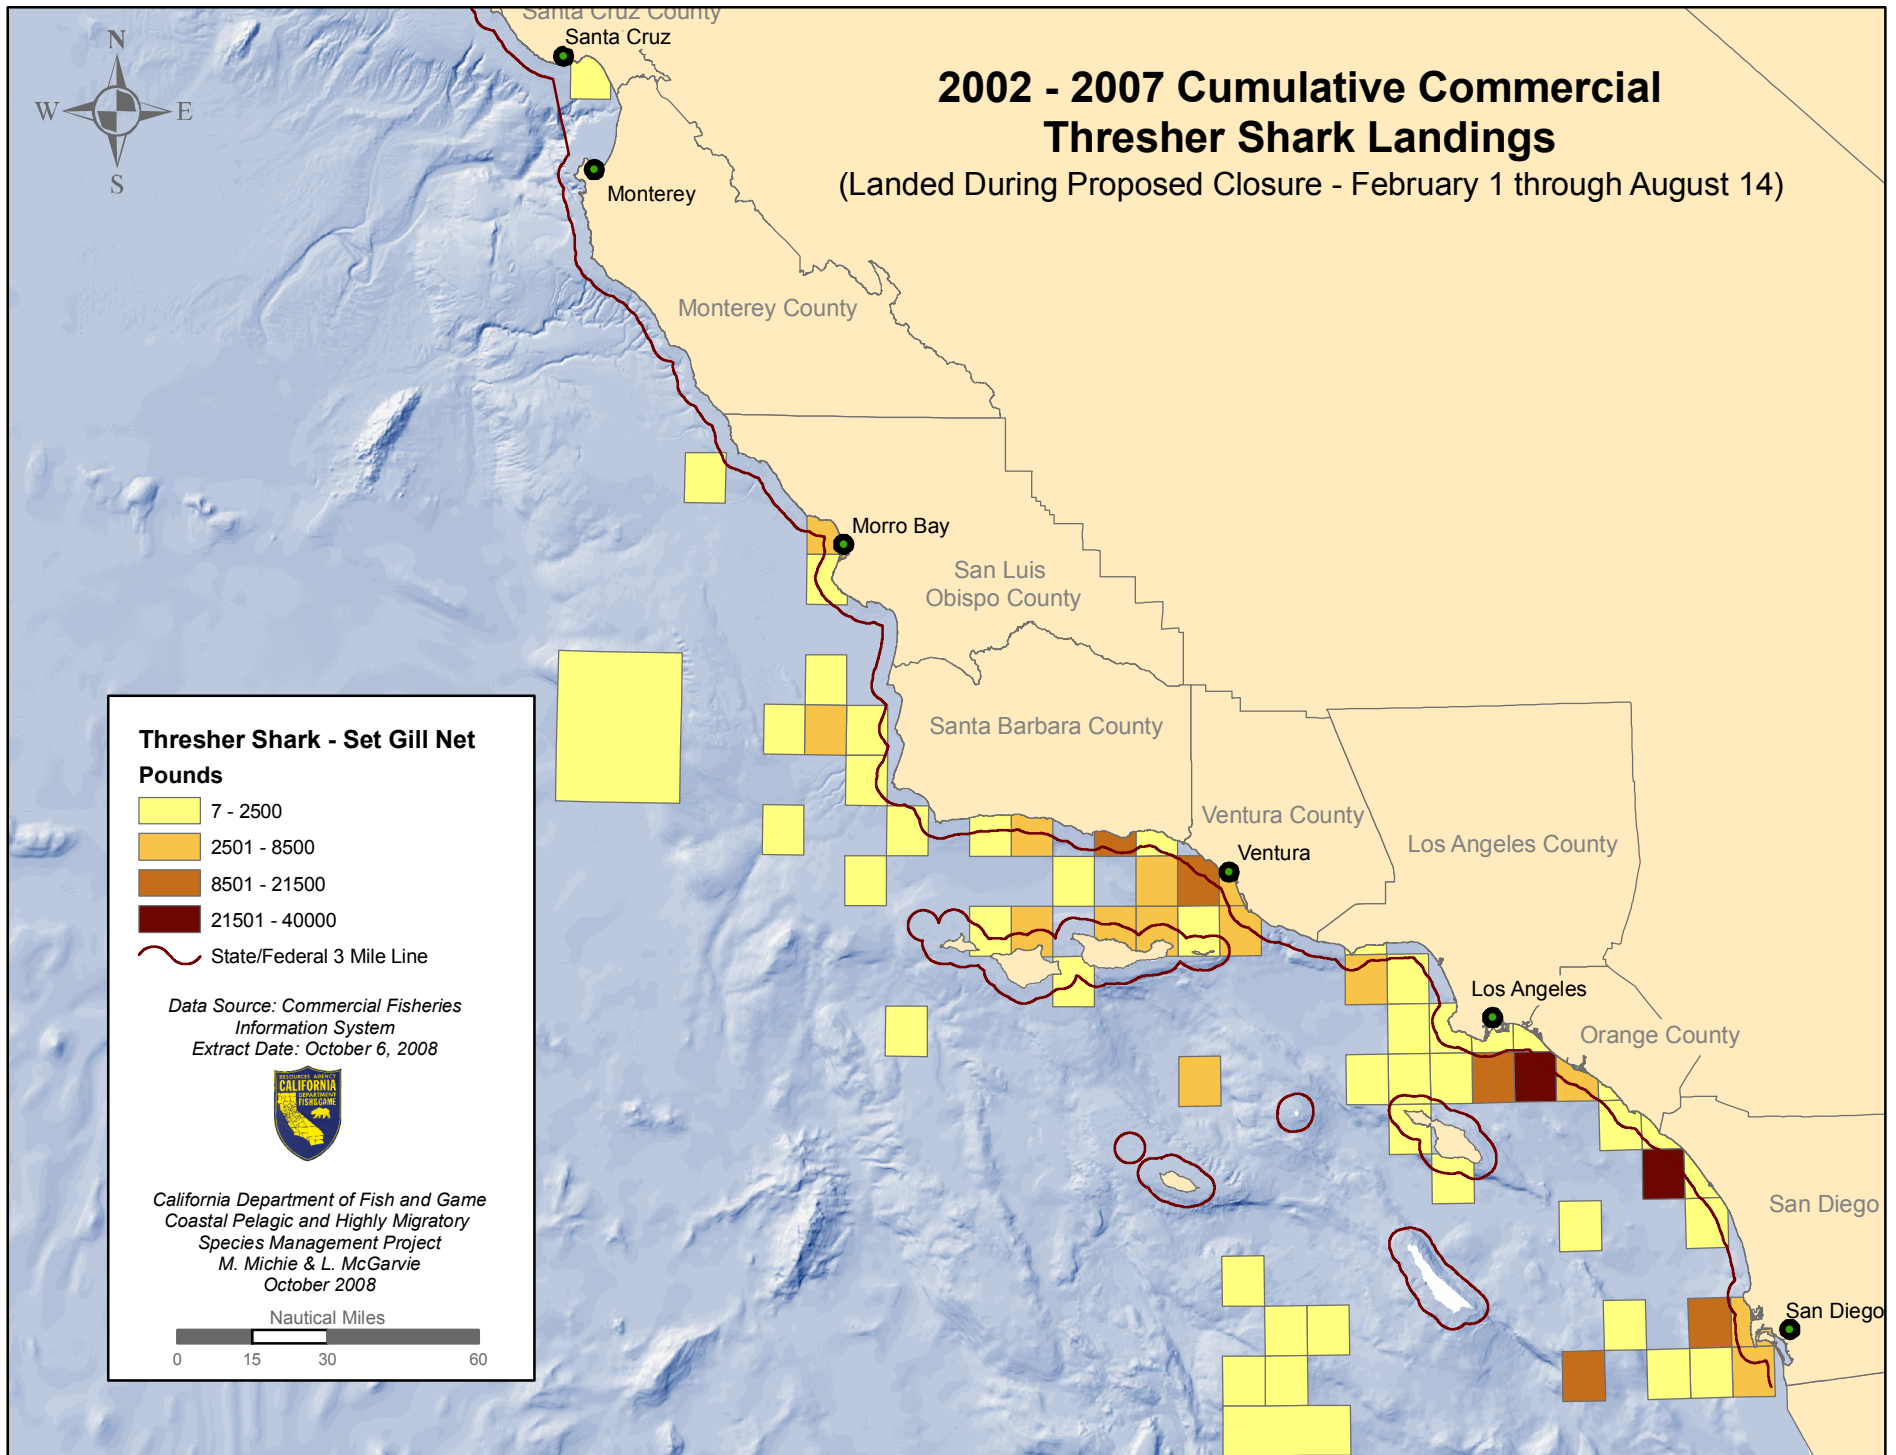 Santa Cruz County
Santa Cruz
N
W
E
S
2002 - 2007 Cumulative Commercial
Thresher Shark Landings
(Landed During Proposed Closure - February 1 through August 14)
Monterey
Monterey County
Morro Bay
San Luis
Obispo County
Santa Barbara County
Ventura County
Ventura
Los Angeles County
Los Angeles
Orange County
San Diego
San Diego
Thresher Shark - Set Gill Net
Pounds
7 - 2500
2501 - 8500
8501 - 21500
21501 - 40000
State/Federal 3 Mile Line
Data Source: Commercial Fisheries
Information System
Extract Date: October 6, 2008
RESOURCES AGENCY
CALIFORNIA
DEPARTMENT
FISH&GAME
California Department of Fish and Game
Coastal Pelagic and Highly Migratory
Species Management Project
M. Michie & L. McGarvie
October 2008
Nautical Miles
0 15 30 60